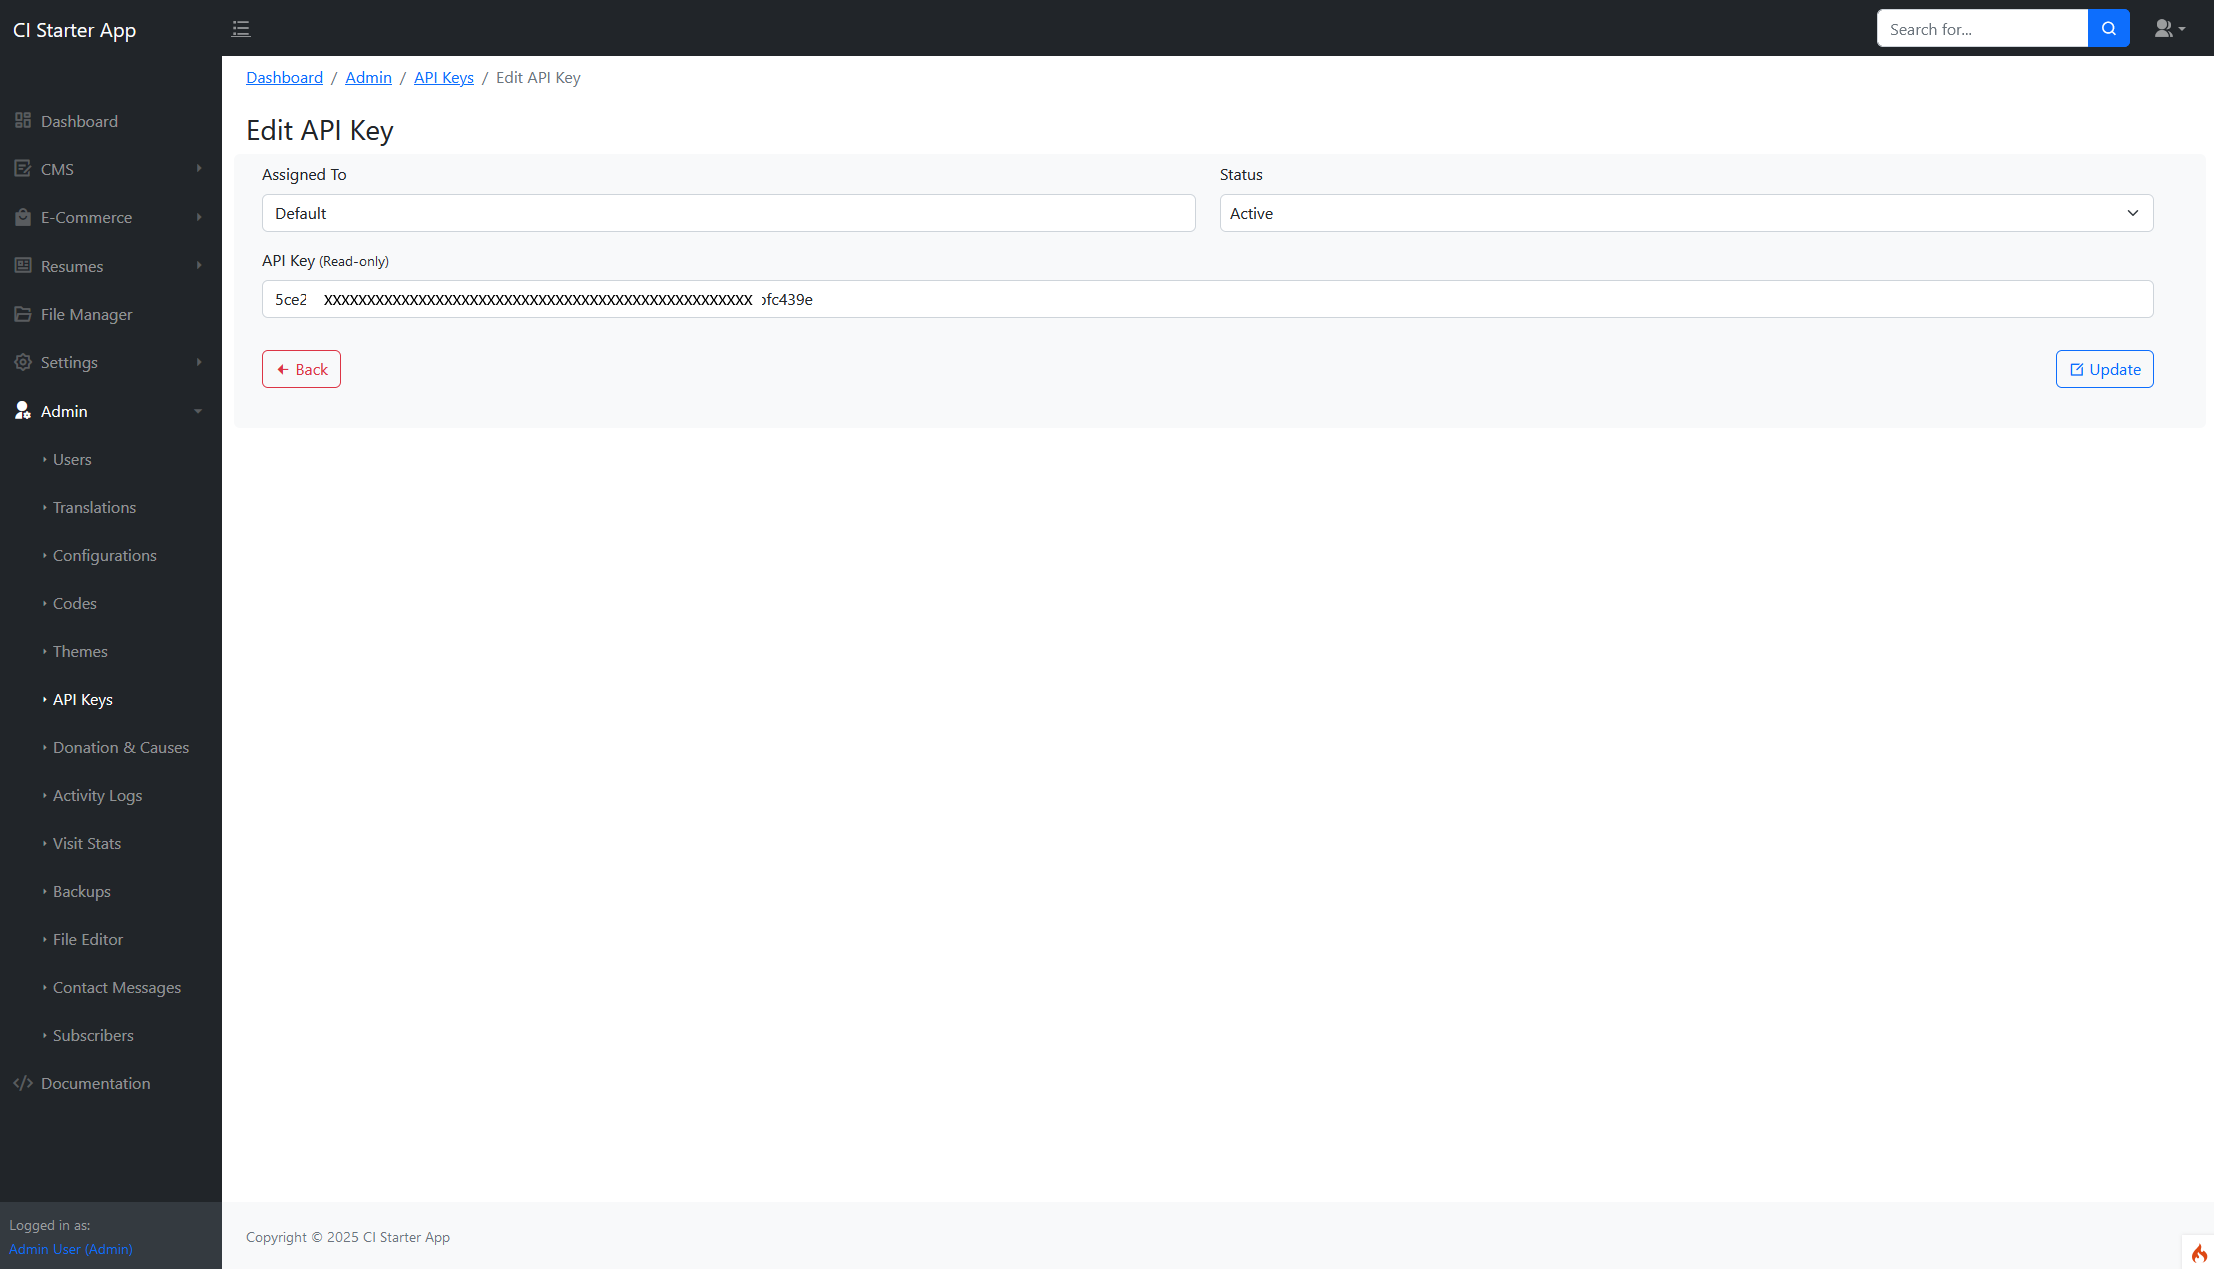 CI Starter App
Search for...
Dashboard / Admin / API Keys / Edit API Key
Dashboard
CMS
E-Commerce
Resumes
File Manager
Settings
Admin
Users
Translations
Configurations
Codes
Themes
API Keys
Donation & Causes
Activity Logs
Visit Stats
Backups
File Editor
Contact Messages
Subscribers
Documentation
Logged in as:
Admin User (Admin)
Edit API Key
Assigned To
Default
Status
Active
API Key (Read-only)
5ce2 XXXXXXXXXXXXXXXXXXXXXXXXXXXXXXXXXXXXXXXXXXXXXXXXXX fc439e
Back
Update
Copyright © 2025 CI Starter App